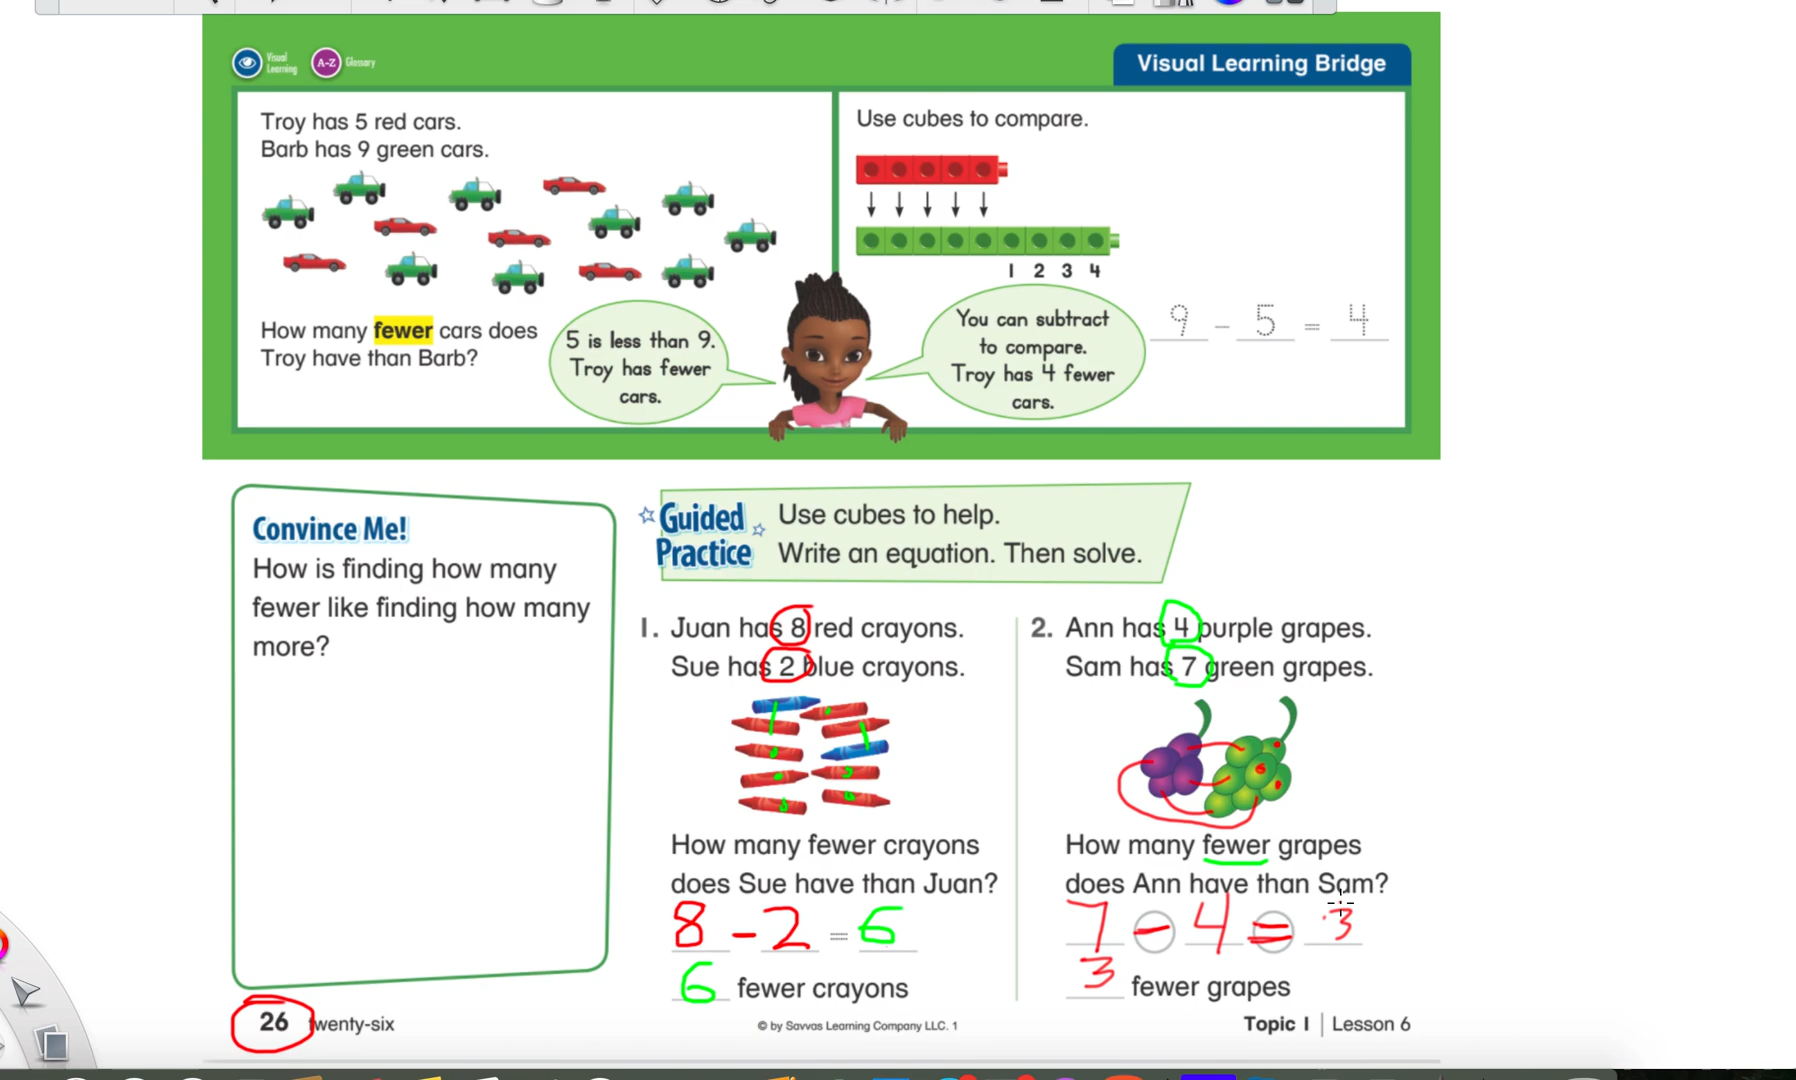 Visual
Learning
A-Z Glossary
Visual Learning Bridge
Troy has 5 red cars.
Barb has 9 green cars.
How many fewer cars does
Troy have than Barb?
5 is less than 9.
Troy has fewer
cars.
Use cubes to compare.
1 2 3 4
You can subtract
to compare.
Troy has 4 fewer
cars.
9 - 5 = 4
Convince Me!
How is finding how many
fewer like finding how many
more?
Guided
Practice
Use cubes to help.
Write an equation. Then solve.
1. Juan has 8 red crayons.
Sue has 2 blue crayons.
How many fewer crayons
does Sue have than Juan?
8 - 2 = 6
6 fewer crayons
2. Ann has 4 purple grapes.
Sam has 7 green grapes.
How many fewer grapes
does Ann have than Sam?
7 - 4 = 3
3 fewer grapes
26 twenty-six
© by Savvas Learning Company LLC. 1
Topic 1 | Lesson 6